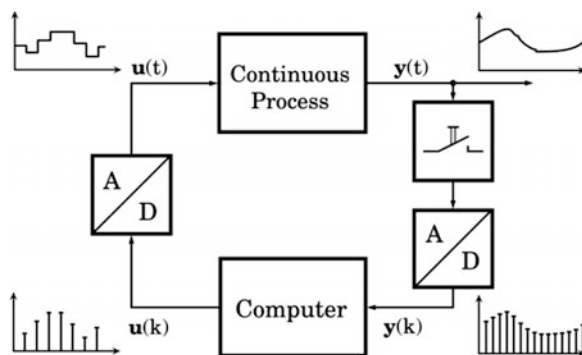 u(t)
Continuous
Process
y(t)
A
D
A
D
u(k)
Computer
y(k)